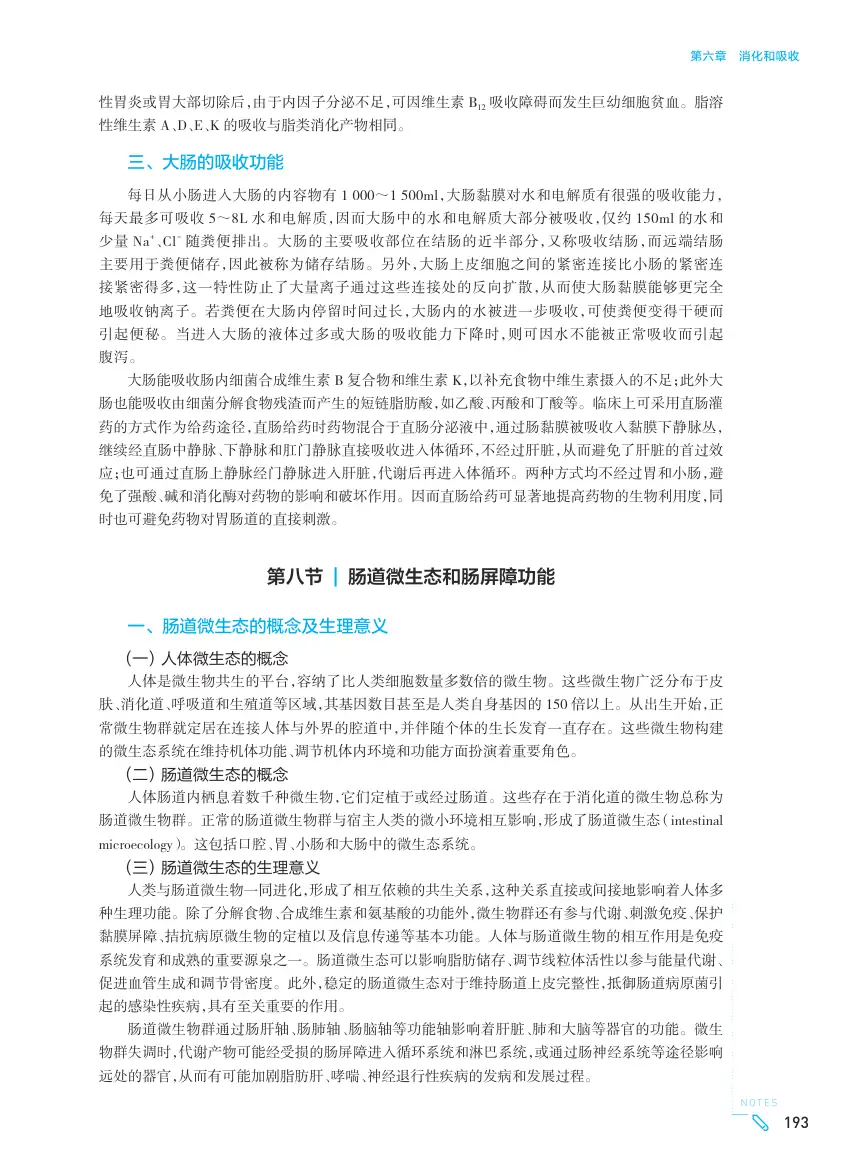 第六章 消化和吸收
性胃炎或胃大部切除后,由于内因子分泌不足,可因维生素 B12 吸收障碍而发生巨幼细胞贫血。脂溶
性维生素 A、D、E、K 的吸收与脂类消化产物相同。
三、大肠的吸收功能
每日从小肠进入大肠的内容物有 1 000～1 500ml,大肠黏膜对水和电解质有很强的吸收能力,
每天最多可吸收 5～8L 水和电解质,因而大肠中的水和电解质大部分被吸收,仅约 150ml 的水和
少量 Na⁺、Cl⁻ 随粪便排出。大肠的主要吸收部位在结肠的近半部分,又称吸收结肠,而远端结肠
主要用于粪便储存,因此被称为储存结肠。另外,大肠上皮细胞之间的紧密连接比小肠的紧密连
接紧密得多,这一特性防止了大量离子通过这些连接处的反向扩散,从而使大肠黏膜能够更完全
地吸收钠离子。若粪便在大肠内停留时间过长,大肠内的水被进一步吸收,可使粪便变得干硬而
引起便秘。当进入大肠的液体过多或大肠的吸收能力下降时,则可因水不能被正常吸收而引起
腹泻。
大肠能吸收肠内细菌合成维生素 B 复合物和维生素 K,以补充食物中维生素摄入的不足;此外大
肠也能吸收由细菌分解食物残渣而产生的短链脂肪酸,如乙酸、丙酸和丁酸等。临床上可采用直肠灌
药的方式作为给药途径,直肠给药时药物混合于直肠分泌液中,通过肠黏膜被吸收入黏膜下静脉丛,
继续经直肠中静脉、下静脉和肛门静脉直接吸收进入体循环,不经过肝脏,从而避免了肝脏的首过效
应;也可通过直肠上静脉经门静脉进入肝脏,代谢后再进入体循环。两种方式均不经过胃和小肠,避
免了强酸、碱和消化酶对药物的影响和破坏作用。因而直肠给药可显著地提高药物的生物利用度,同
时也可避免药物对胃肠道的直接刺激。
第八节 | 肠道微生态和肠屏障功能
一、肠道微生态的概念及生理意义
（一）人体微生态的概念
人体是微生物共生的平台,容纳了比人类细胞数量多数倍的微生物。这些微生物广泛分布于皮
肤、消化道、呼吸道和生殖道等区域,其基因数目甚至是人类自身基因的 150 倍以上。从出生开始,正
常微生物群就定居在连接人体与外界的腔道中,并伴随个体的生长发育一直存在。这些微生物构建
的微生态系统在维持机体功能、调节机体内环境和功能方面扮演着重要角色。
（二）肠道微生态的概念
人体肠道内栖息着数千种微生物,它们定植于或经过肠道。这些存在于消化道的微生物总称为
肠道微生物群。正常的肠道微生物群与宿主人类的微小环境相互影响,形成了肠道微生态（intestinal
microecology）。这包括口腔、胃、小肠和大肠中的微生态系统。
（三）肠道微生态的生理意义
人类与肠道微生物一同进化,形成了相互依赖的共生关系,这种关系直接或间接地影响着人体多
种生理功能。除了分解食物、合成维生素和氨基酸的功能外,微生物群还有参与代谢、刺激免疫、保护
黏膜屏障、拮抗病原微生物的定植以及信息传递等基本功能。人体与肠道微生物的相互作用是免疫
系统发育和成熟的重要源泉之一。肠道微生态可以影响脂肪储存、调节线粒体活性以参与能量代谢、
促进血管生成和调节骨密度。此外,稳定的肠道微生态对于维持肠道上皮完整性,抵御肠道病原菌引
起的感染性疾病,具有至关重要的作用。
肠道微生物群通过肠肝轴、肠肺轴、肠脑轴等功能轴影响着肝脏、肺和大脑等器官的功能。微生
物群失调时,代谢产物可能经受损的肠屏障进入循环系统和淋巴系统,或通过肠神经系统等途径影响
远处的器官,从而有可能加剧脂肪肝、哮喘、神经退行性疾病的发病和发展过程。
NOTES
193